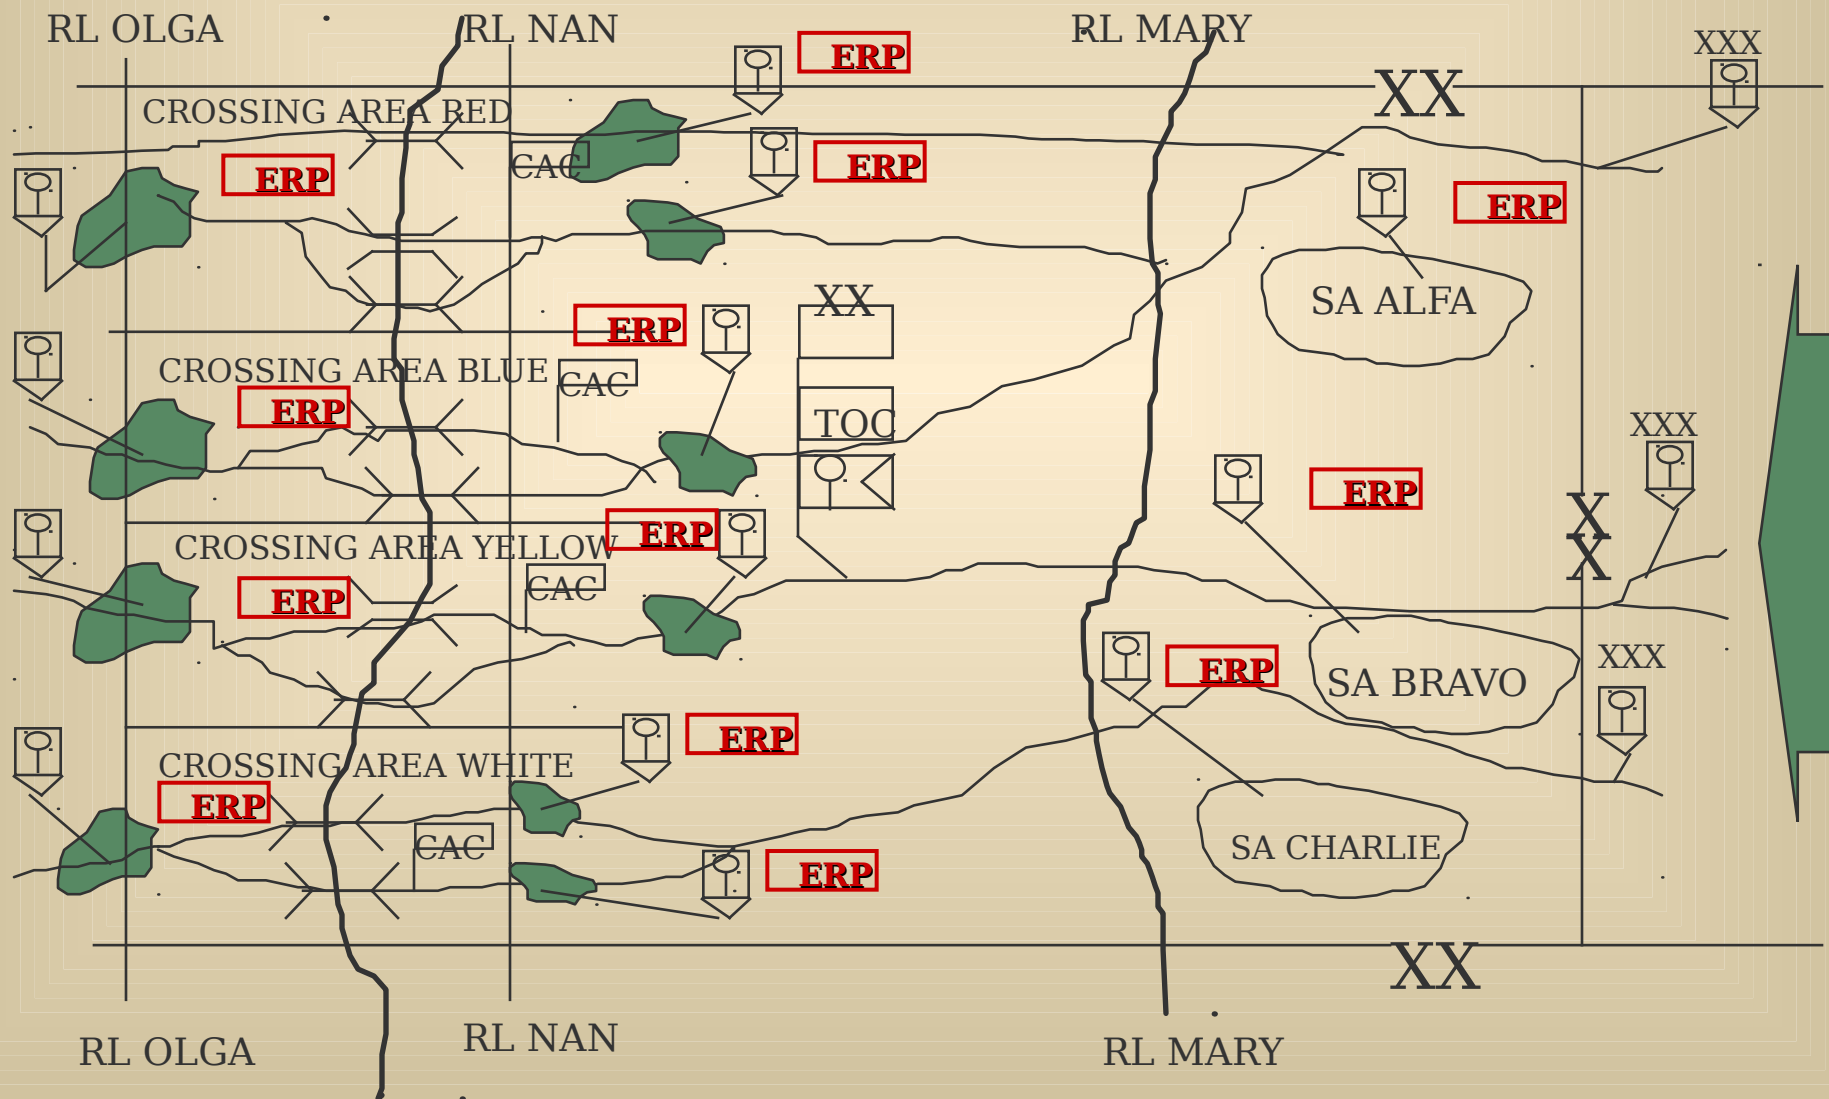 RL OLGA
RL NAN
RL MARY
XXX
ERP
XX
CROSSING AREA RED
CAC
ERP
ERP
ERP
XX
SA ALFA
ERP
CROSSING AREA BLUE
CAC
ERP
TOC
XXX
ERP
X
X
ERP
CROSSING AREA YELLOW
CAC
ERP
XXX
ERP
SA BRAVO
ERP
CROSSING AREA WHITE
ERP
CAC
SA CHARLIE
ERP
XX
RL OLGA
RL NAN
RL MARY